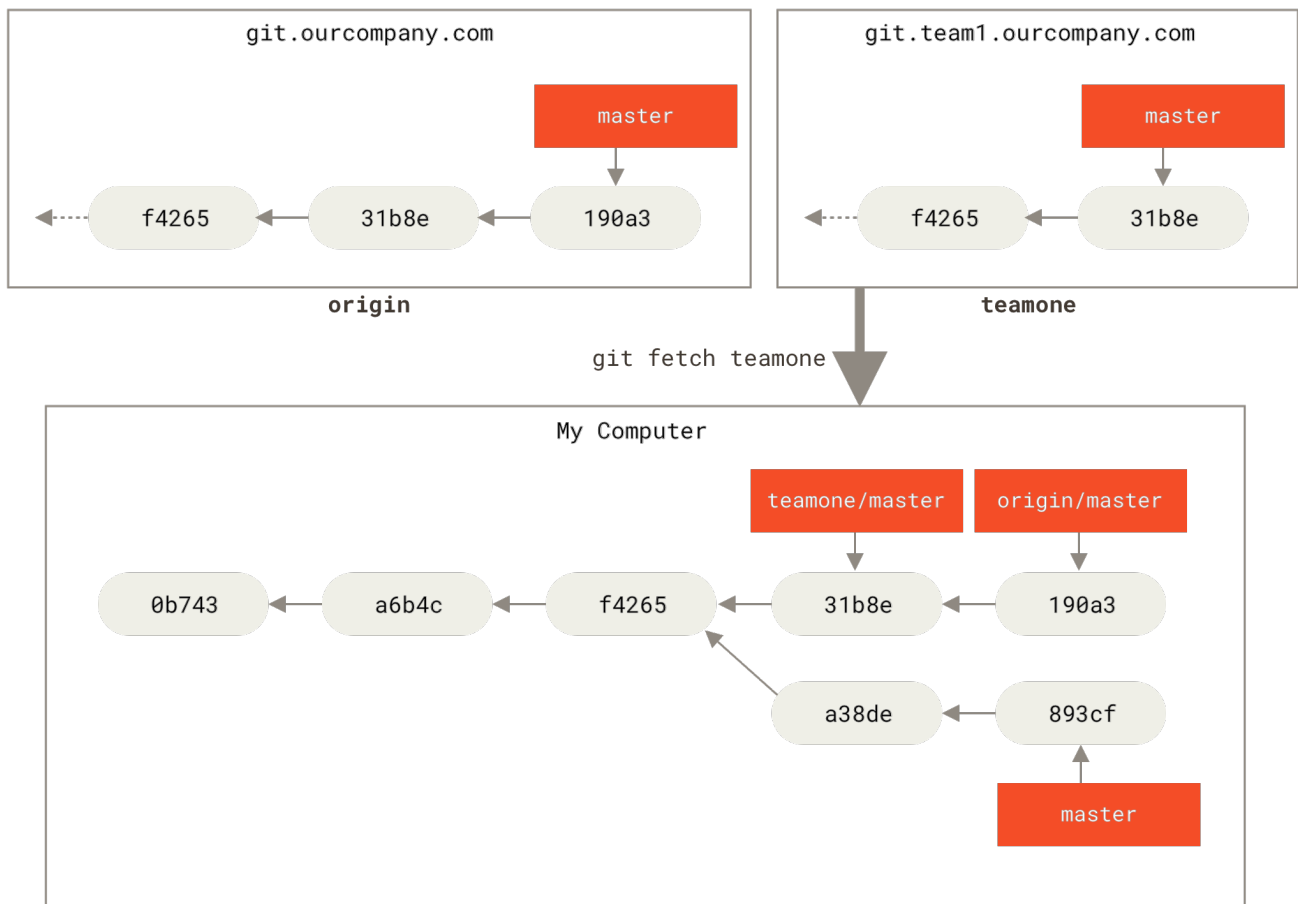 git.ourcompany.com
git.team1.ourcompany.com
master
master
f4265
31b8e
190a3
f4265
31b8e
origin
teamone
git fetch teamone
My Computer
teamone/master
origin/master
0b743
a6b4c
f4265
31b8e
190a3
a38de
893cf
master